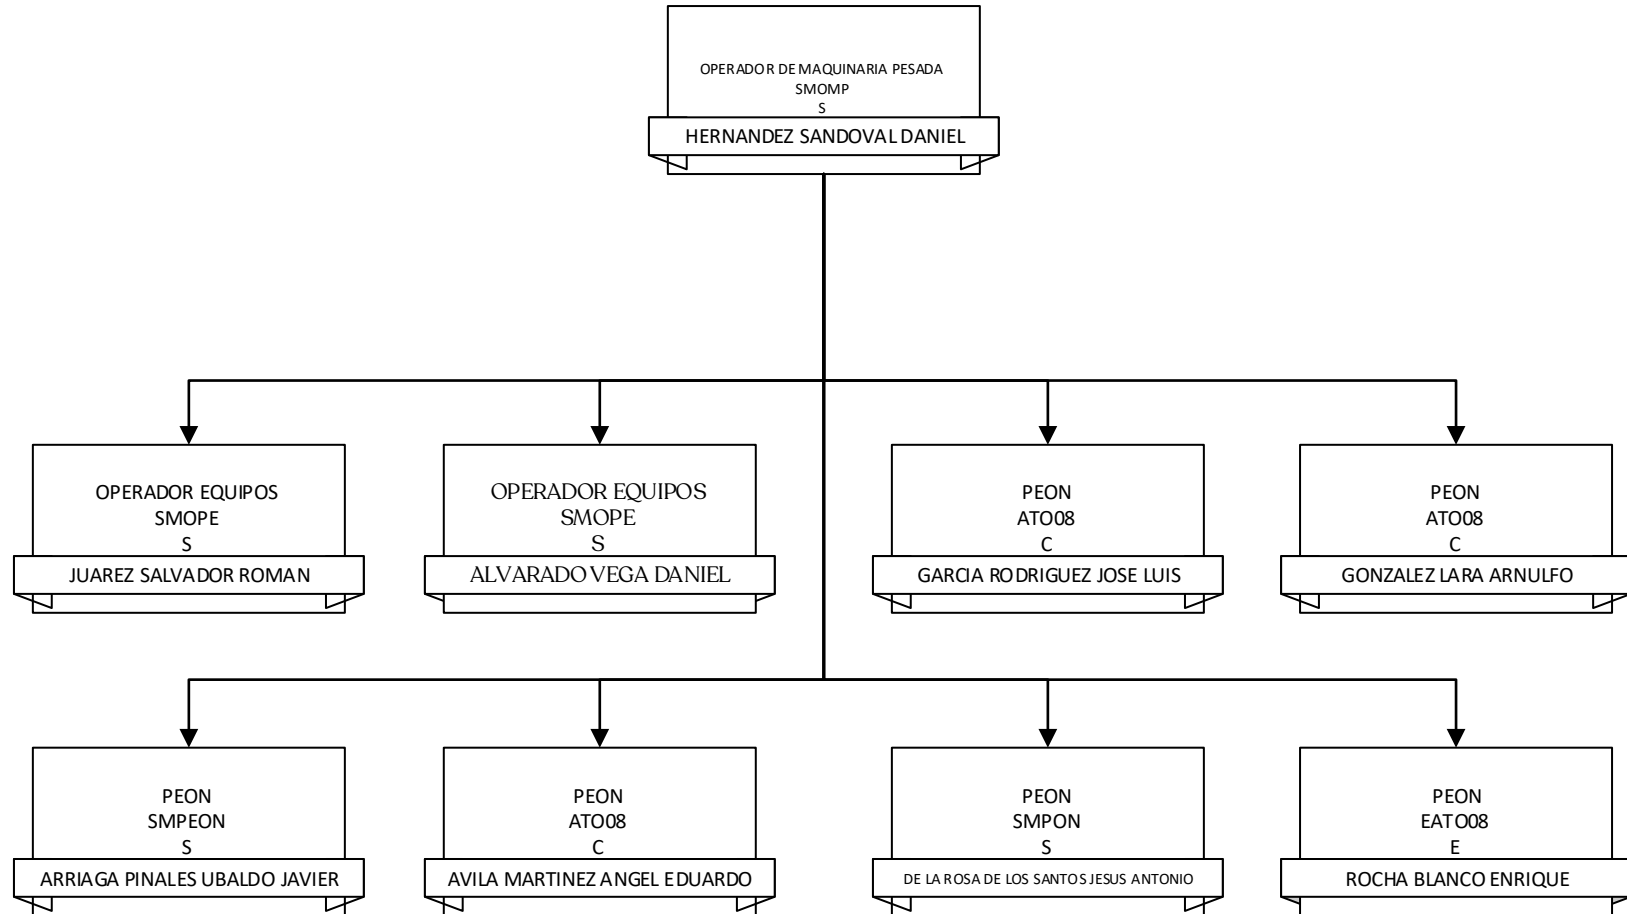 OPERADOR DE MAQUINARIA PESADA
SMOMP
S
HERNANDEZ SANDOVAL DANIEL
OPERADOR EQUIPOS
SMOPE
S
JUAREZ SALVADOR ROMAN
OPERADOR EQUIPOS
SMOPE
S
ALVARADO VEGA DANIEL
PEON
ATO08
C
GARCIA RODRIGUEZ JOSE LUIS
PEON
ATO08
C
GONZALEZ LARA ARNULFO
PEON
SMPEON
S
ARRIAGA PINALES UBALDO JAVIER
PEON
ATO08
C
AVILA MARTINEZ ANGEL EDUARDO
PEON
SMPON
S
DE LA ROSA DE LOS SANTOS JESUS ANTONIO
PEON
EATO08
E
ROCHA BLANCO ENRIQUE